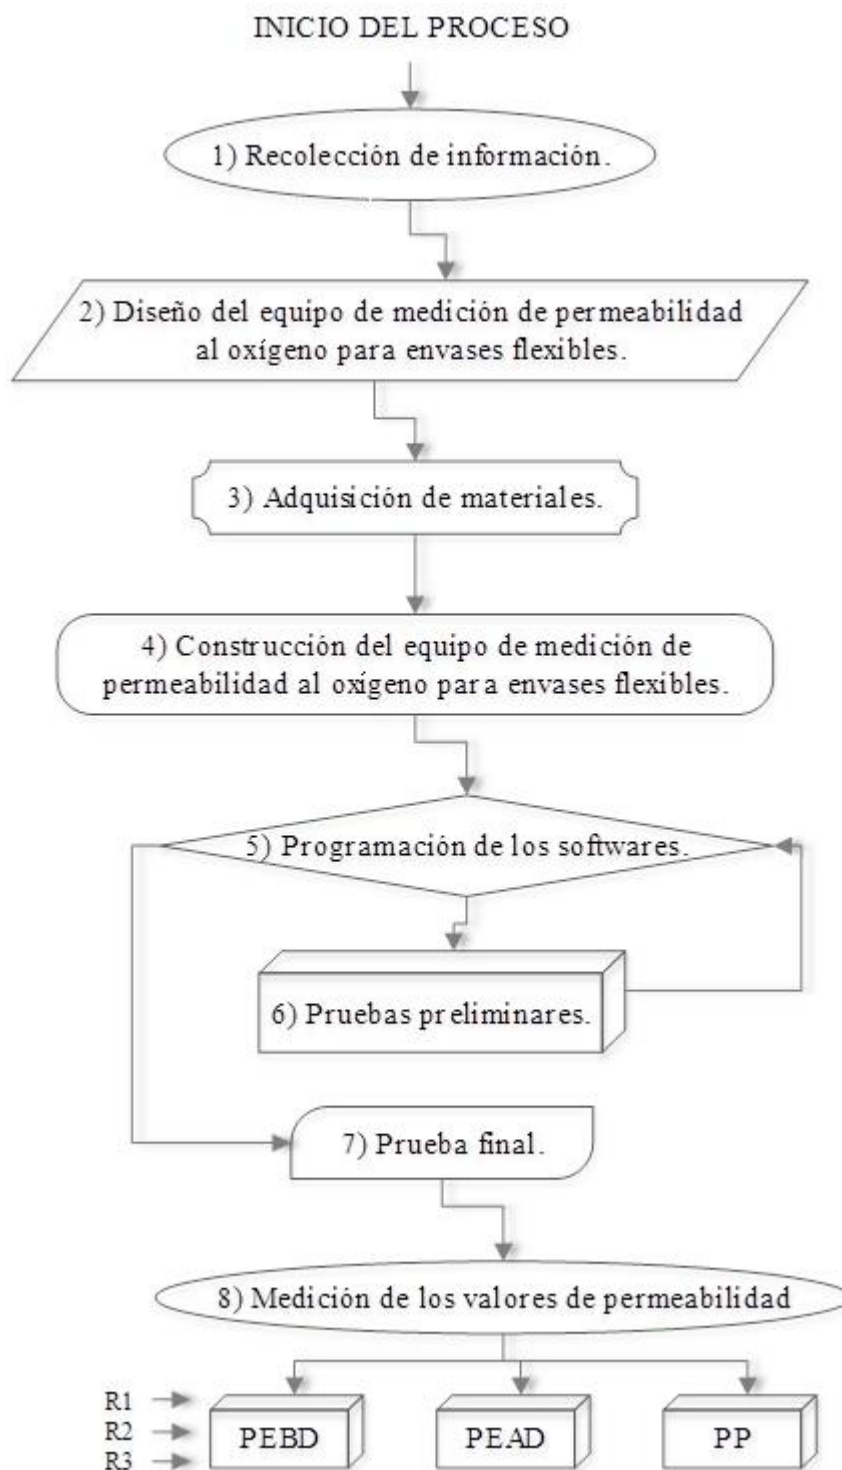 INICIO DEL PROCESO
1) Recolección de información.
2) Diseño del equipo de medición de permeabilidad
al oxígeno para envases flexibles.
3) Adquisición de materiales.
4) Construcción del equipo de medición de
permeabilidad al oxígeno para envases flexibles.
5) Programación de los softwares.
6) Pruebas preliminares.
7) Prueba final.
8) Medición de los valores de permeabilidad
R1
R2
R3
PEBD
PEAD
PP